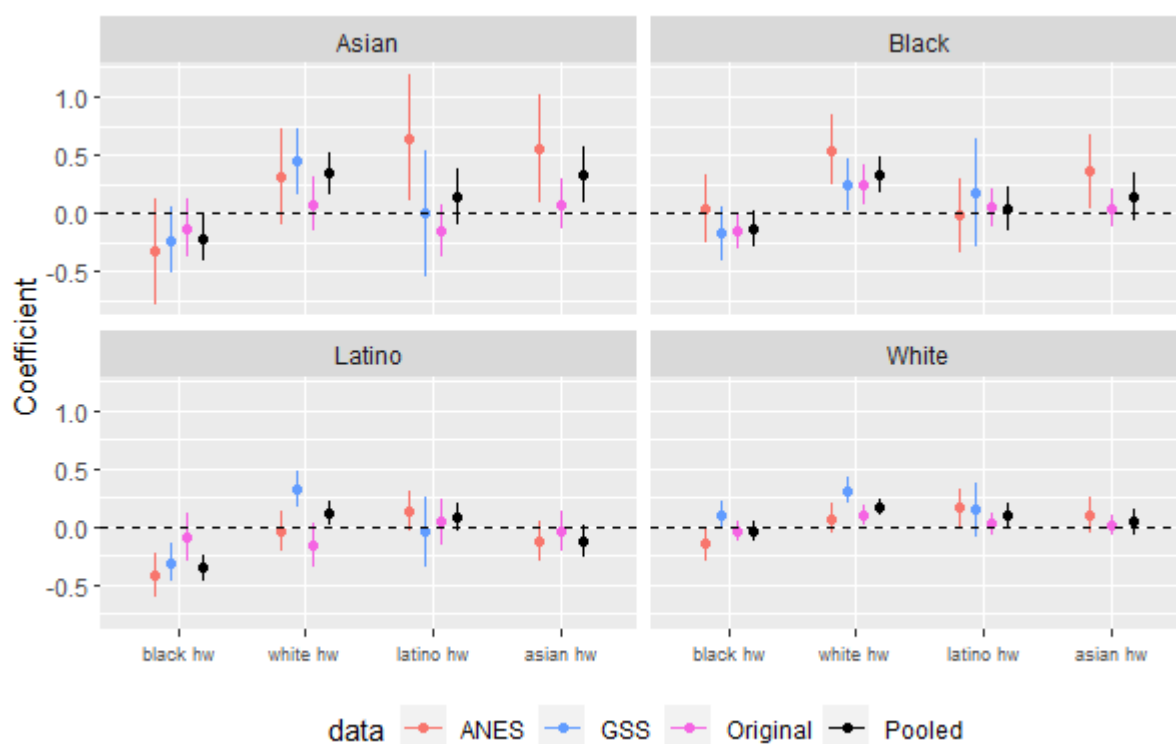 Asian
Black
1.0
0.5
0.0
-0.5
Latino
White
1.0
0.5
0.0
-0.5
Coefficient
black hw
white hw
latino hw
asian hw
black hw
white hw
latino hw
asian hw
data
ANES
GSS
Original
Pooled